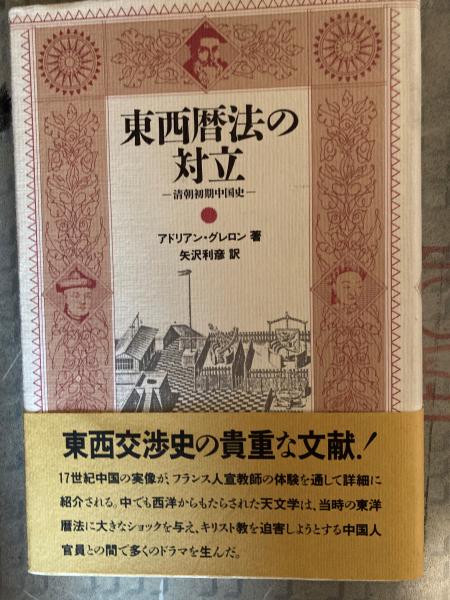 東西暦法の
対立
―清朝初期中国史―
アドリアン・グレロン 著
矢沢利彦 訳
東西交渉史の貴重な文献！
17世紀中国の実像が、フランス人宣教師の体験を通して詳細に
紹介される。中でも西洋からもたらされた天文学は、当時の東洋
暦法に大きなショックを与え、キリスト教を迫害しようとする中国人
官員との間で多くのドラマを生んだ。